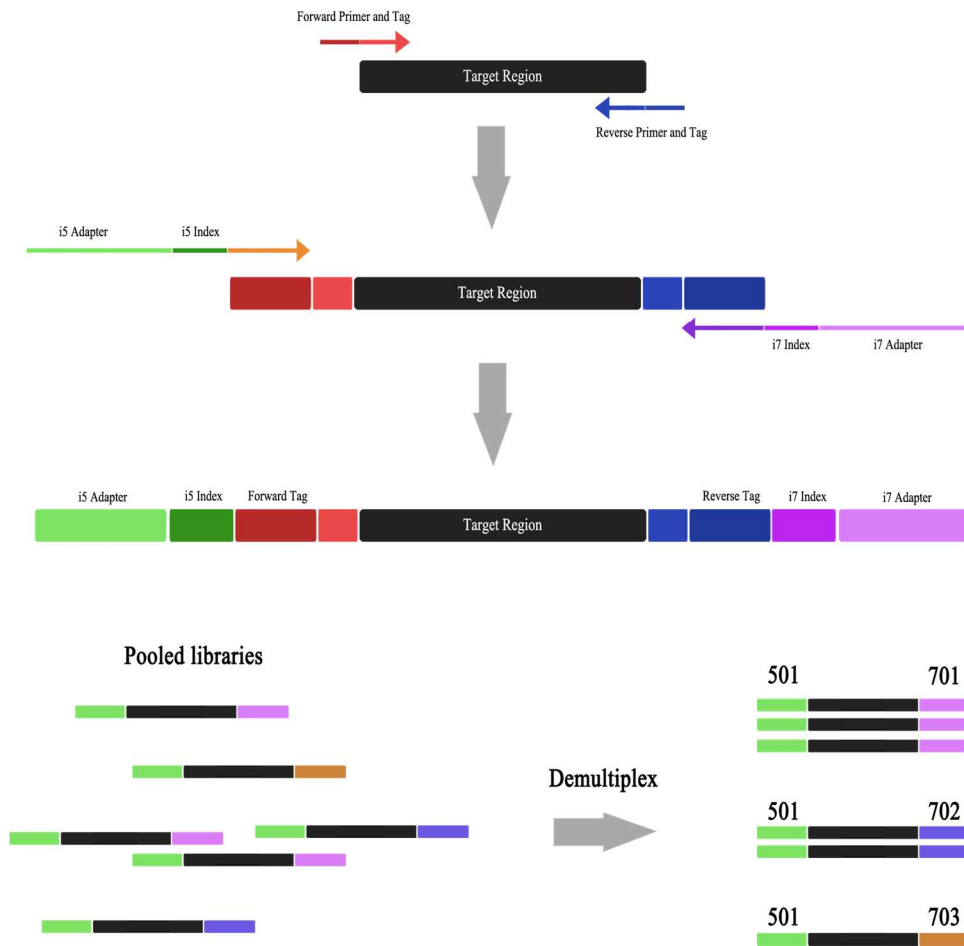 Forward Primer and Tag
Target Region
Reverse Primer and Tag
i5 Adapter i5 Index
Target Region
i7 Index i7 Adapter
i5 Adapter i5 Index Forward Tag Reverse Tag i7 Index i7 Adapter
Target Region
Pooled libraries
501 701
Demultiplex
501 702
501 703